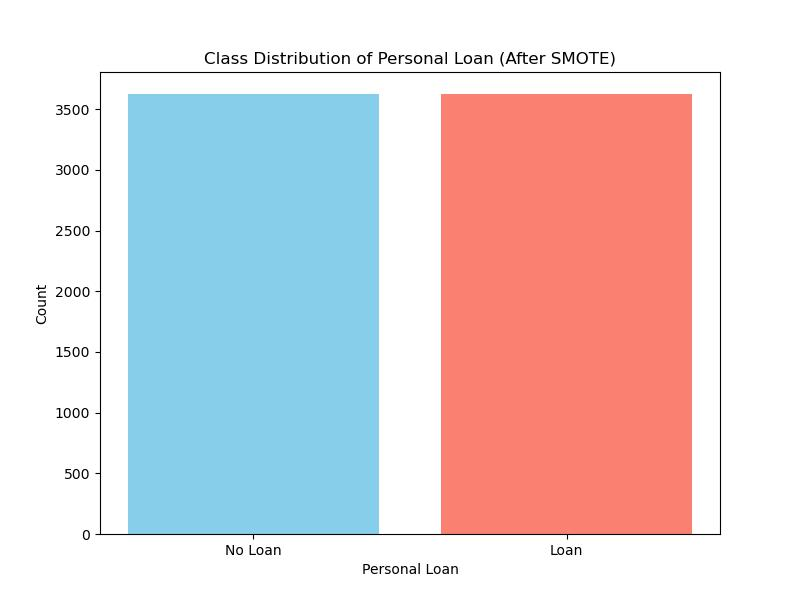 Class Distribution of Personal Loan (After SMOTE)
Count
3500
3000
2500
2000
1500
1000
500
0
No Loan
Loan
Personal Loan